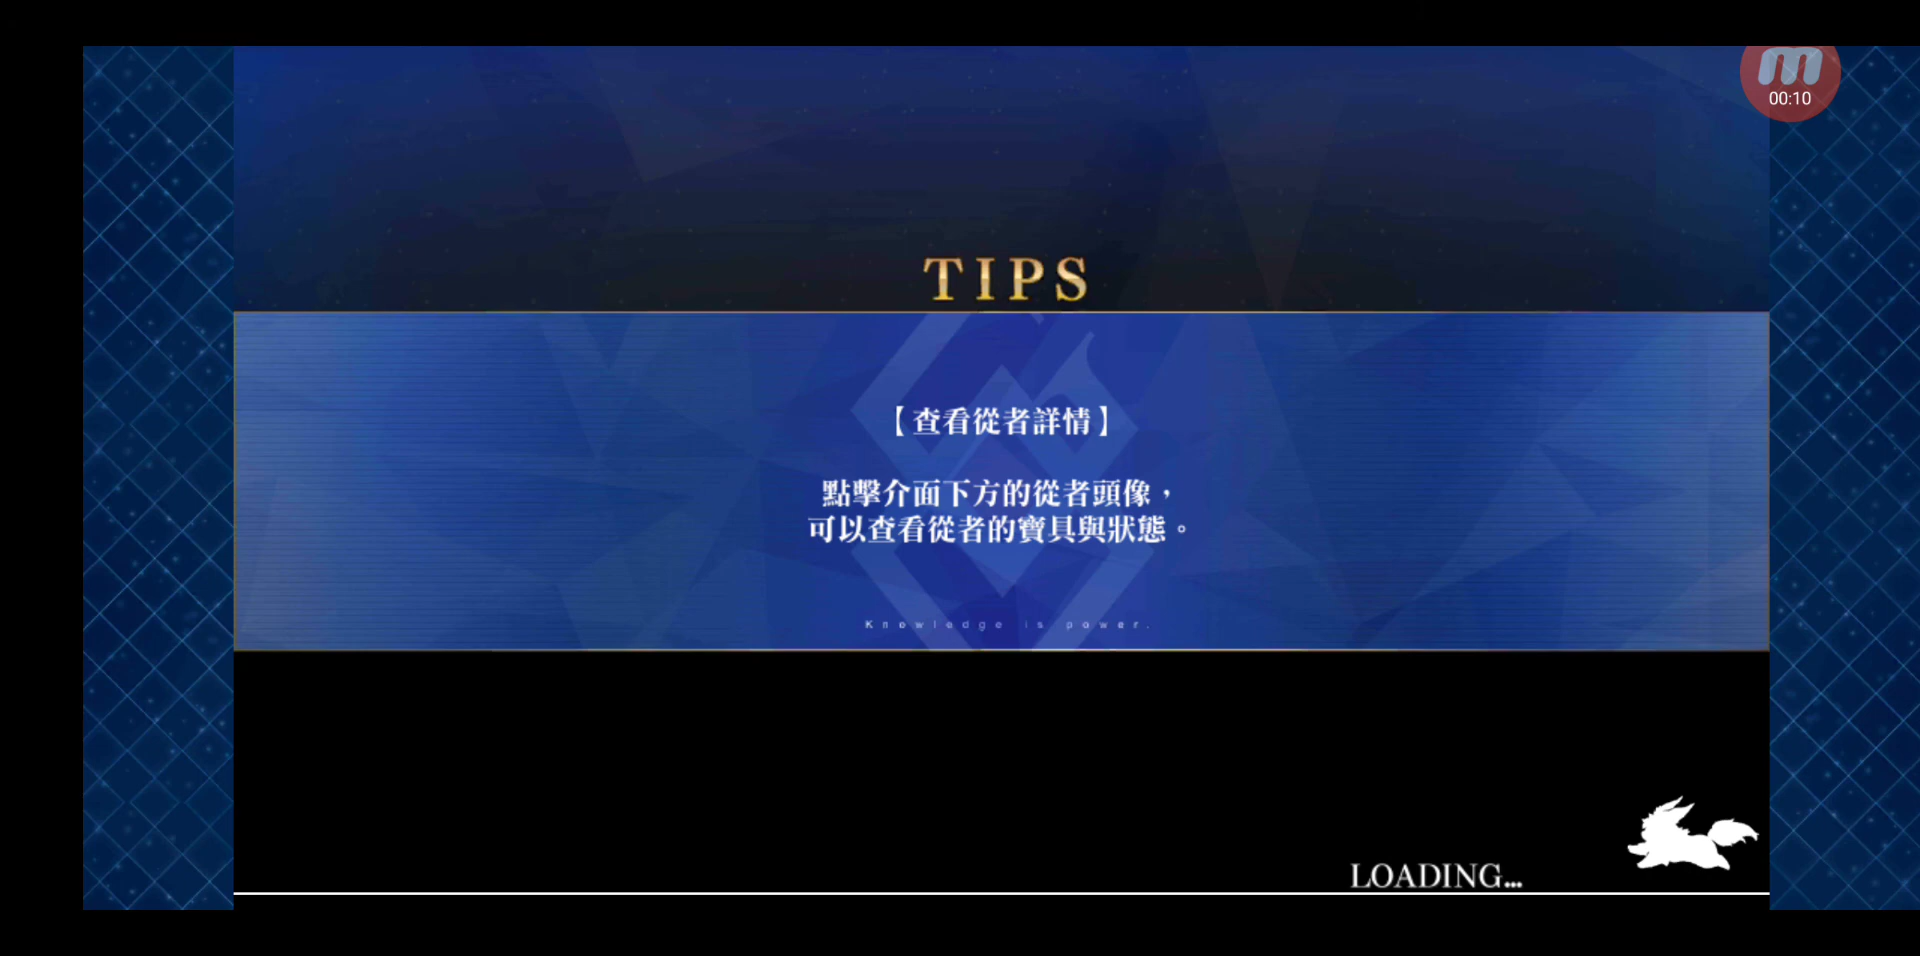 00:10
TIPS
【查看從者詳情】
點擊介面下方的從者頭像，
可以查看從者的寶具與狀態。
Knowledge is power.
LOADING...